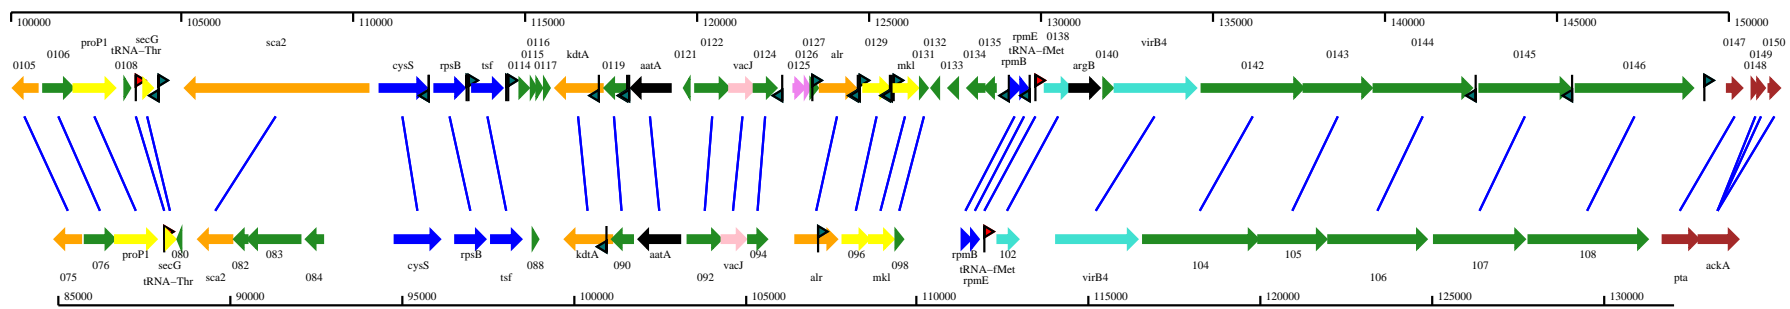 100000 105000 110000 115000 120000 125000 130000 135000 140000 145000 150000
0116 0122 0127 0129 0132 0135 rpmE 0138 virB4 0143 0144 0145 0150
proP1 secG sca2 kdtA
0106 tRNA−Thr 0115 0119 0124 alr 0131 0134 tRNA−fMet 0140 0149
0105 0108 cysS rpsB tsf 0114 0117 aatA 0121 vacJ 0125 0126 mkl 0133 rpmB argB 0142 0146 0147 0148
proP1 080 rpsB kdtA aatA 094 rpmB 102
076 secG 083 088 090 vacJ 096 098 tRNA−fMet 104 105 107 108 ackA
075 tRNA−Thr sca2 082 084 cysS tsf 092 alr mkl rpmE virB4 106 pta
85000 90000 95000 100000 105000 110000 115000 120000 125000 130000